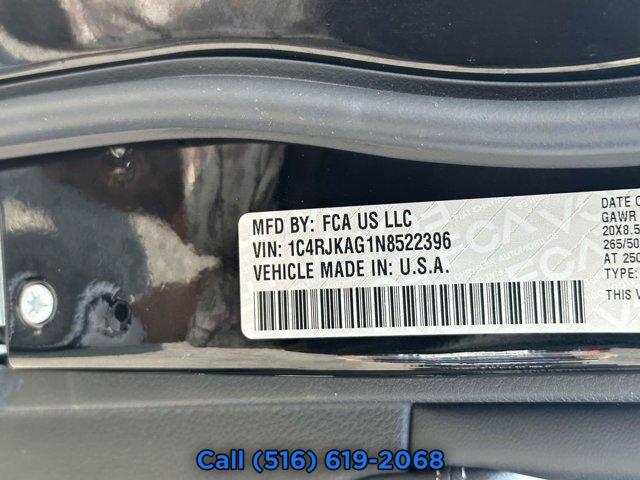 MFD BY: FCA US LLC
VIN: 1C4RJKAG1N8522396
VEHICLE MADE IN: U.S.A.
DATE O
GAWR
20X8.5
265/50
AT 250
TYPE:
THIS V
Call (516) 619-2068